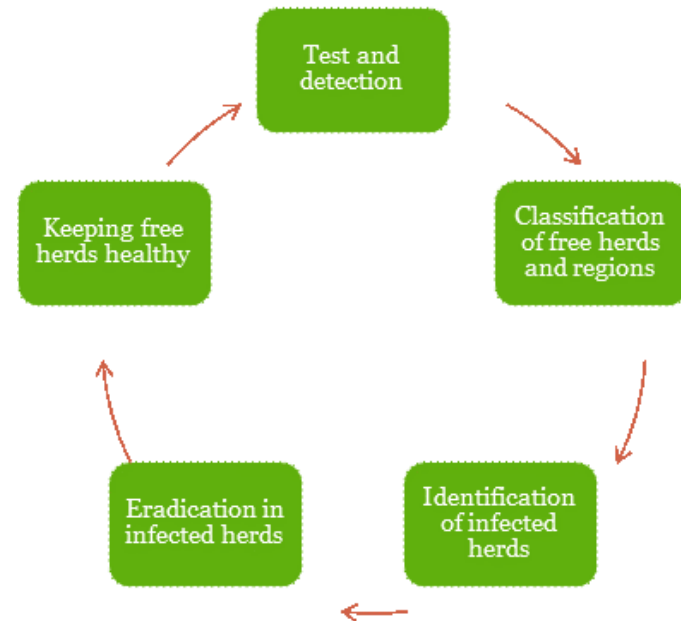 Test and
detection
Classification
of free herds
and regions
Identification
of infected
herds
Eradication in
infected herds
Keeping free
herds healthy